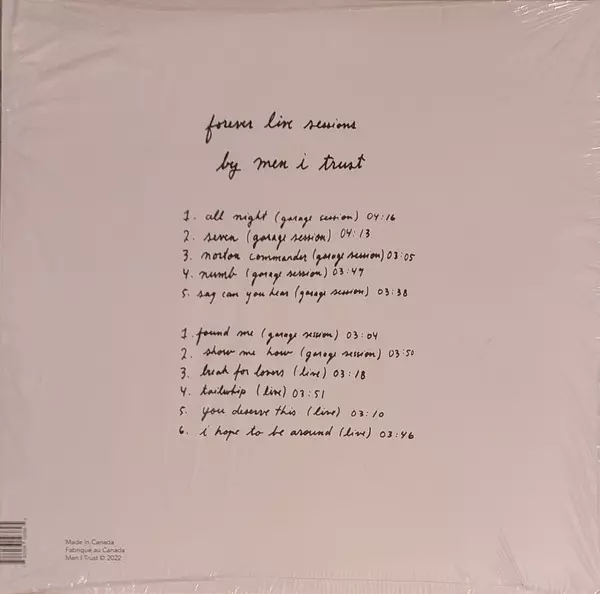 forever live sessions
by men i trust
1. all night (garage session) 04:16
2. seven (garage session) 04:13
3. norton commander (garage session) 03:05
4. numb (garage session) 03:47
5. say can you hear (garage session) 03:38
1. found me (garage session) 03:04
2. show me how (garage session) 03:50
3. break for lovers (live) 03:18
4. tailwhip (live) 03:51
5. you deserve this (live) 03:10
6. i hope to be around (live) 03:46
Made In Canada
Fabriqué au Canada
Men I Trust © 2022